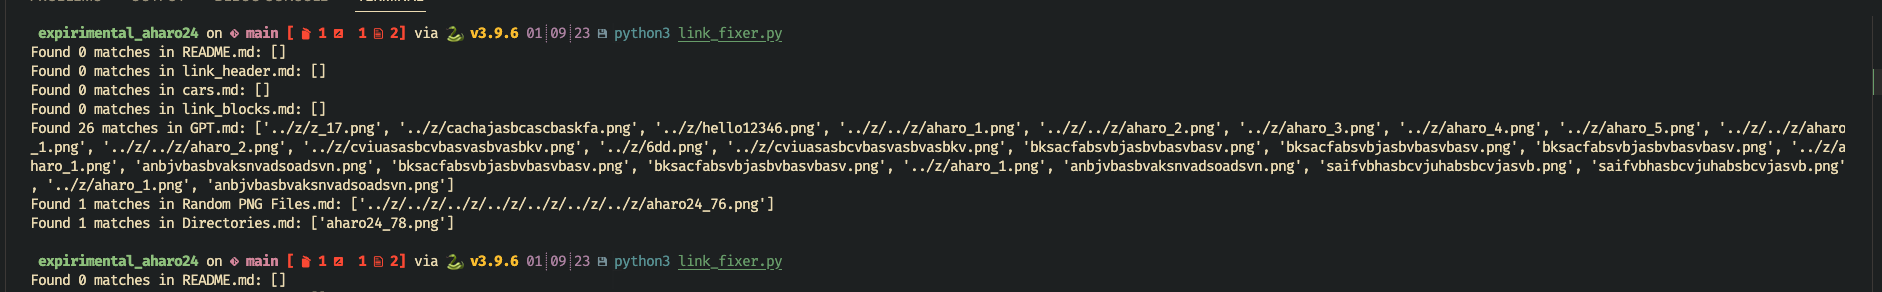 TERMINAL
expirimental_aharo24 on main [ 1 1 2] via v3.9.6 01|09|23 python3 link_fixer.py
Found 0 matches in README.md: []
Found 0 matches in link_header.md: []
Found 0 matches in cars.md: []
Found 0 matches in link_blocks.md: []
Found 26 matches in GPT.md: ['../z/z_17.png', '../z/cachajasbcascbaskfa.png', '../z/hello12346.png', '../z/../z/aharo_1.png', '../z/../z/aharo_2.png', '../z/aharo_3.png', '../z/aharo_4.png', '../z/aharo_5.png', '../z/../z/aharo
_1.png', '../z/../z/aharo_2.png', '../z/cviuasasbcvbasvasbvasbkv.png', '../z/6dd.png', '../z/cviuasasbcvbasvasbvasbkv.png', 'bksacfabsvbjasbvbasvbasv.png', 'bksacfabsvbjasbvbasvbasv.png', 'bksacfabsvbjasbvbasvbasv.png', '../z/a
haro_1.png', 'anbjvbasbvaksnvadsoadsvn.png', 'bksacfabsvbjasbvbasvbasv.png', 'bksacfabsvbjasbvbasvbasv.png', '../z/aharo_1.png', 'anbjvbasbvaksnvadsoadsvn.png', 'saifvbhasbcvjuhabsbcvjasvb.png', 'saifvbhasbcvjuhabsbcvjasvb.png'
, '../z/aharo_1.png', 'anbjvbasbvaksnvadsoadsvn.png']
Found 1 matches in Random PNG Files.md: ['../z/../z/../z/../z/../z/../z/../z/aharo24_76.png']
Found 1 matches in Directories.md: ['aharo24_78.png']
expirimental_aharo24 on main [ 1 1 2] via v3.9.6 01|09|23 python3 link_fixer.py
Found 0 matches in README.md: []